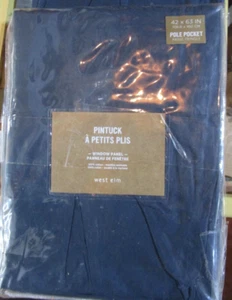 42 x 63 IN
POLE POCKET
PINTUCK
À PETITS PLIS
— WINDOW PANEL —
PANNEAU DE FENÊTRE
west elm